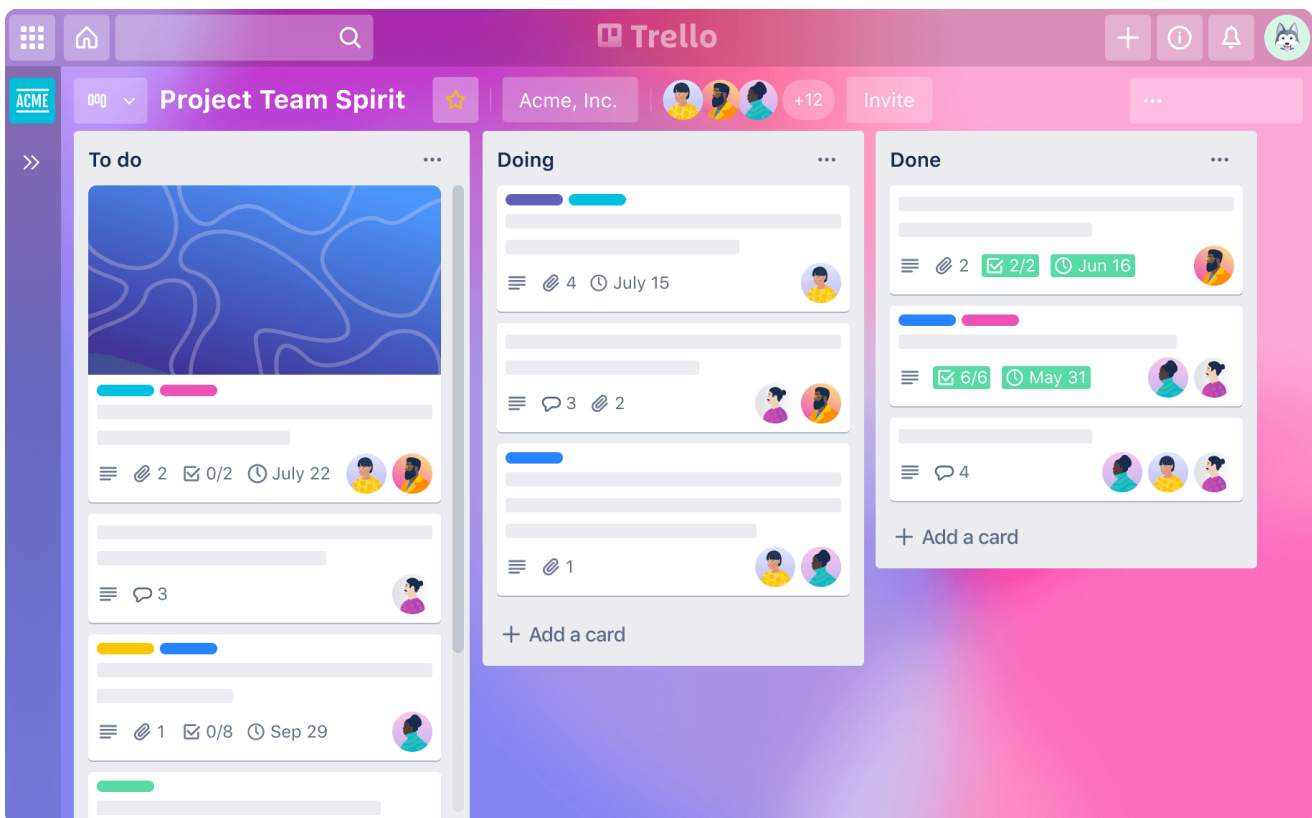 Trello
ACME
Project Team Spirit
Acme, Inc.
+12
Invite
To do
2
0/2
July 22
3
1
0/8
Sep 29
Doing
4
July 15
3
2
1
Add a card
Done
2
2/2
Jun 16
6/6
May 31
4
Add a card